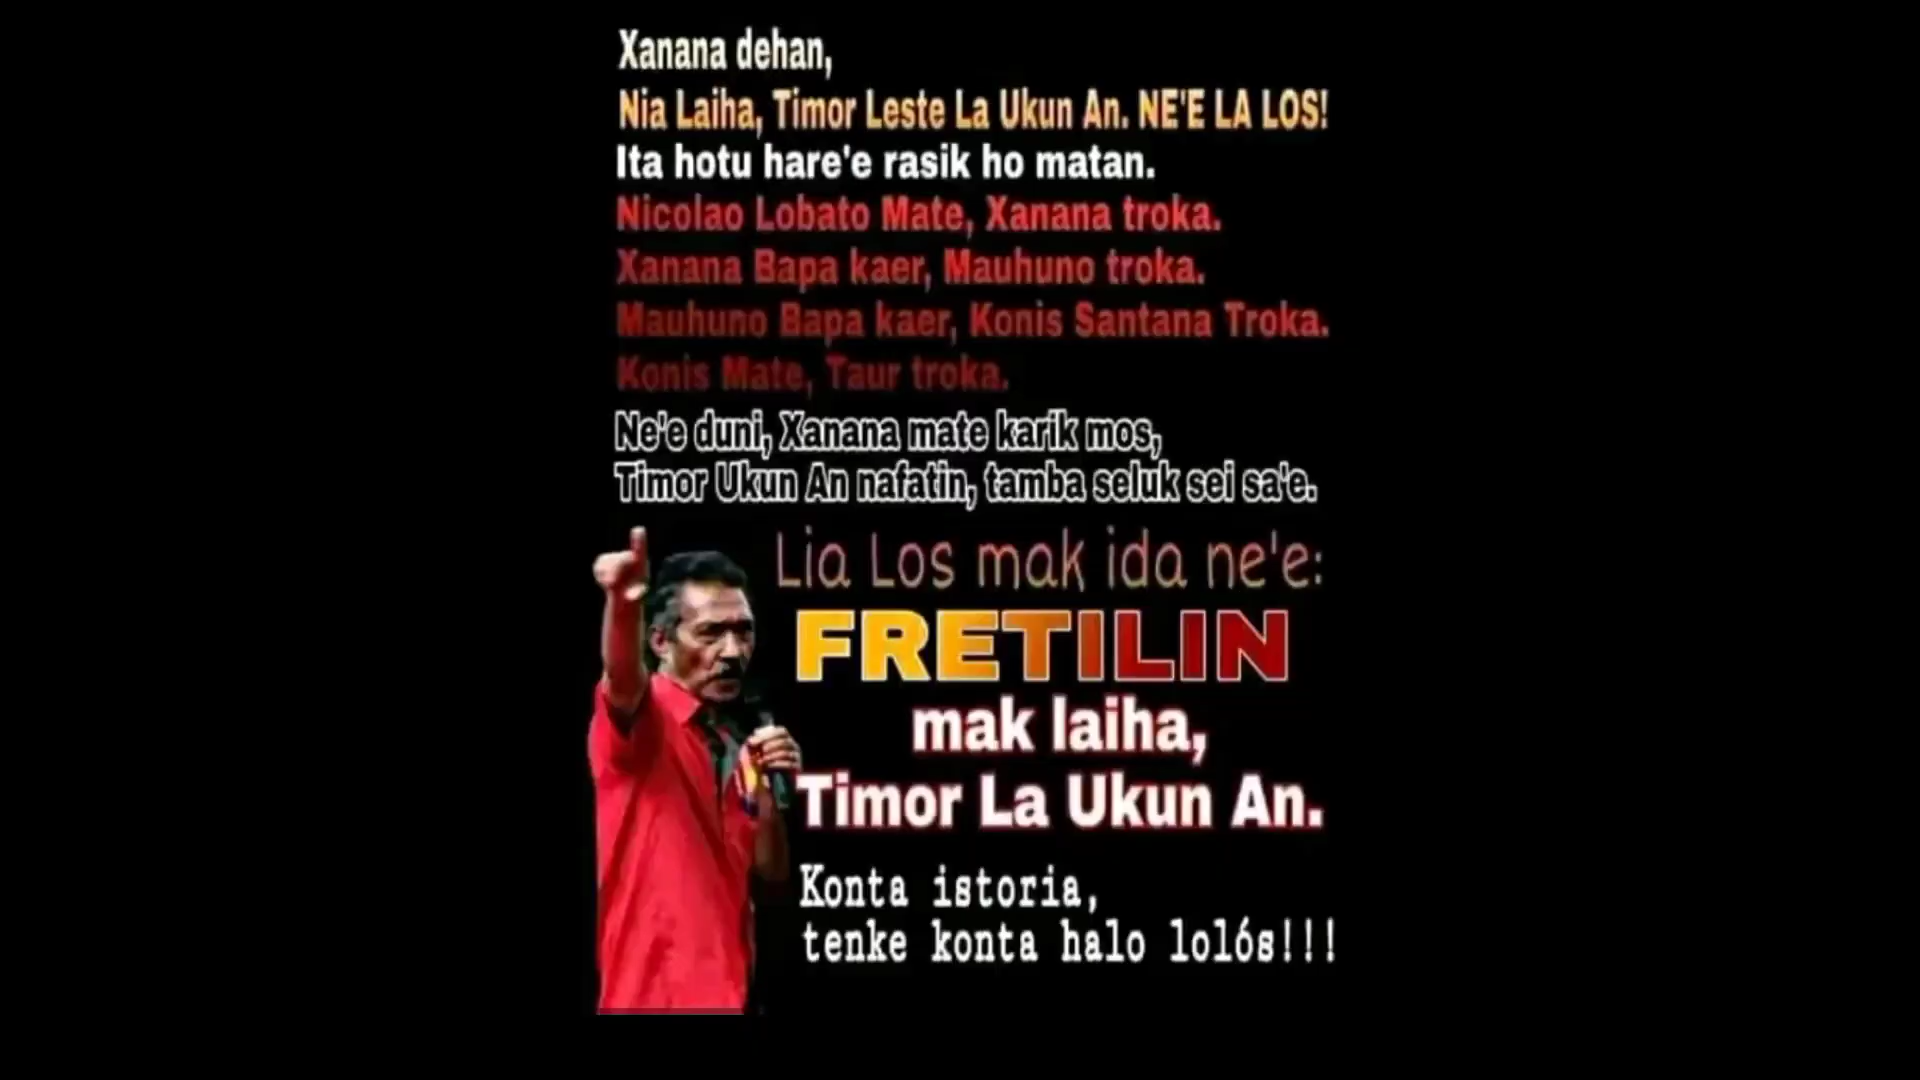 Xanana dehan,
Nia Laiha, Timor Leste La Ukun An. NE'E LA LOS!
Ita hotu hare'e rasik ho matan.
Nicolao Lobato Mate, Xanana troka.
Xanana Bapa kaer, Mauhuno troka.
Mauhuno Bapa kaer, Konis Santana Troka.
Konis Mate, Taur troka.
Ne'e duni, Xanana mate karik mos,
Timor Ukun An nafatin, tamba seluk sei sa'e.
Lia Los mak ida ne'e:
FRETILIN
mak laiha,
Timor La Ukun An.
Konta istoria,
tenke konta halo lolós!!!